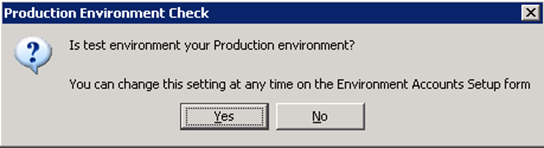 Production Environment Check
Is test environment your Production environment?
You can change this setting at any time on the Environment Accounts Setup form
Yes No